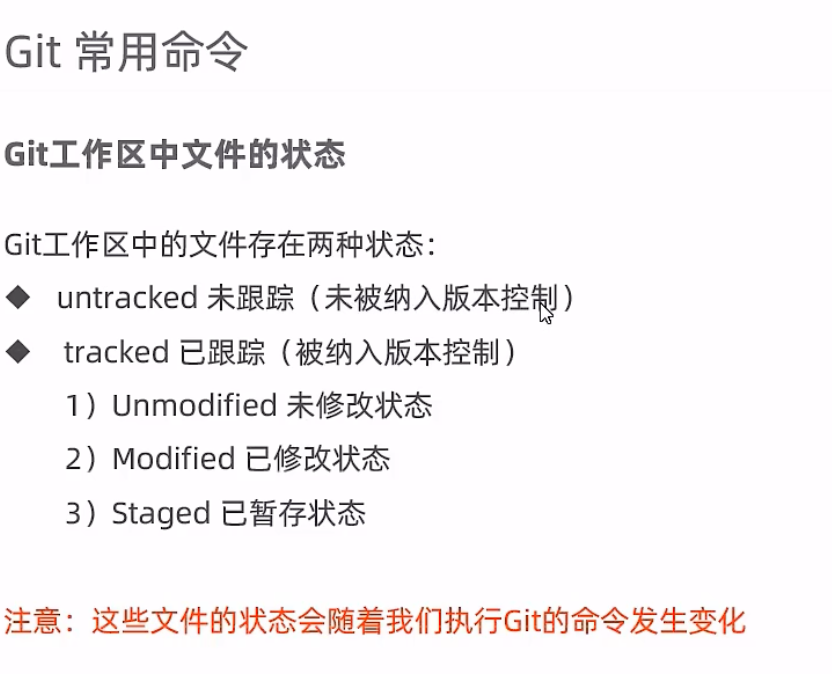 Git 常用命令
Git工作区中文件的状态
Git工作区中的文件存在两种状态：
◆ untracked 未跟踪（未被纳入版本控制）
◆ tracked 已跟踪（被纳入版本控制）
1）Unmodified 未修改状态
2）Modified 已修改状态
3）Staged 已暂存状态
注意：这些文件的状态会随着我们执行Git的命令发生变化